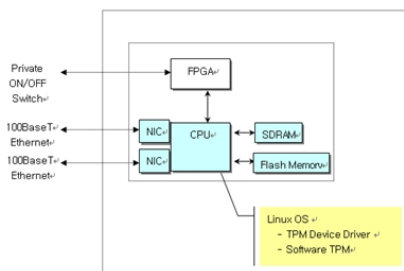 Private
ON/OFF
Switch
FPGA
100BaseT
Ethernet
100BaseT
Ethernet
NIC
NIC
CPU
SDRAM
Flash Memory
Linux OS
- TPM Device Driver
- Software TPM